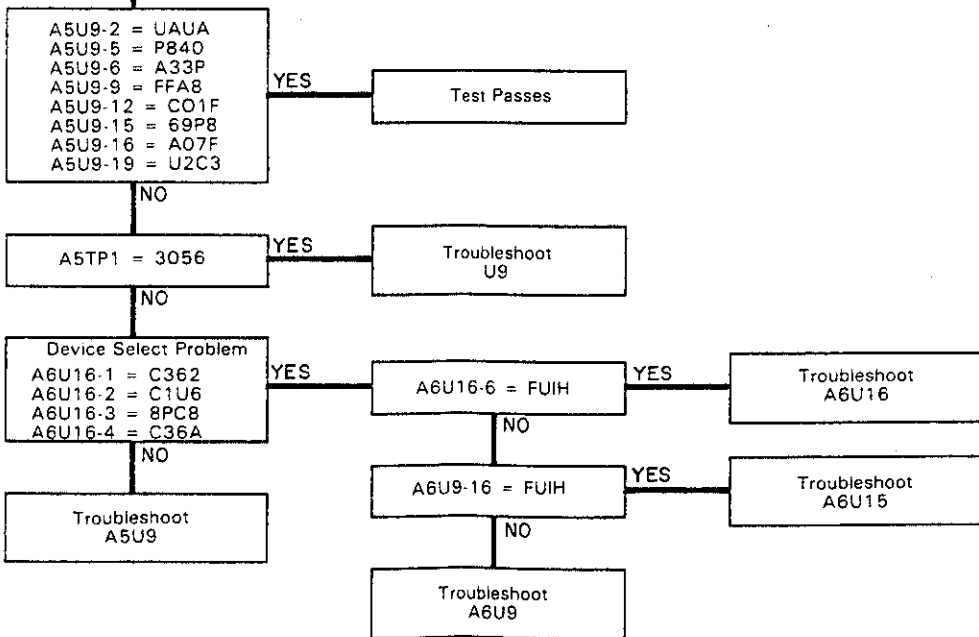 A5U9-2 = UAUA
A5U9-5 = P840
A5U9-6 = A33P
A5U9-9 = FFA8
A5U9-12 = C01F
A5U9-15 = 69P8
A5U9-16 = A07F
A5U9-19 = U2C3
YES
Test Passes
NO
A5TP1 = 3056
YES
Troubleshoot
U9
NO
Device Select Problem
A6U16-1 = C362
A6U16-2 = C1U6
A6U16-3 = 8PC8
A6U16-4 = C36A
YES
A6U16-6 = FUIH
YES
Troubleshoot
A6U16
NO
NO
A6U9-16 = FUIH
YES
Troubleshoot
A6U15
Troubleshoot
A5U9
NO
Troubleshoot
A6U9